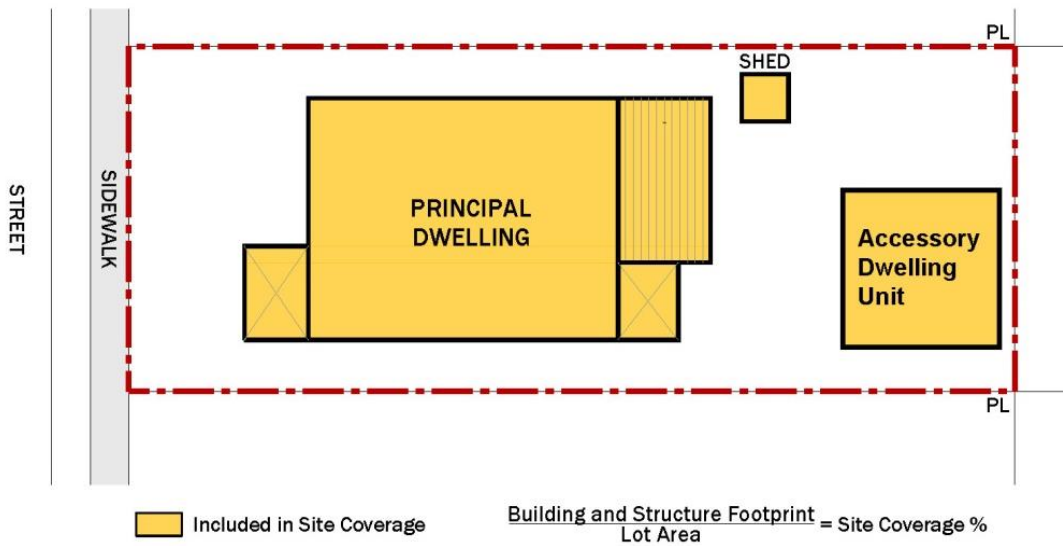 PL
SHED
STREET
SIDEWALK
PRINCIPAL
DWELLING
Accessory
Dwelling
Unit
PL
Included in Site Coverage
Building and Structure Footprint
Lot Area
= Site Coverage %